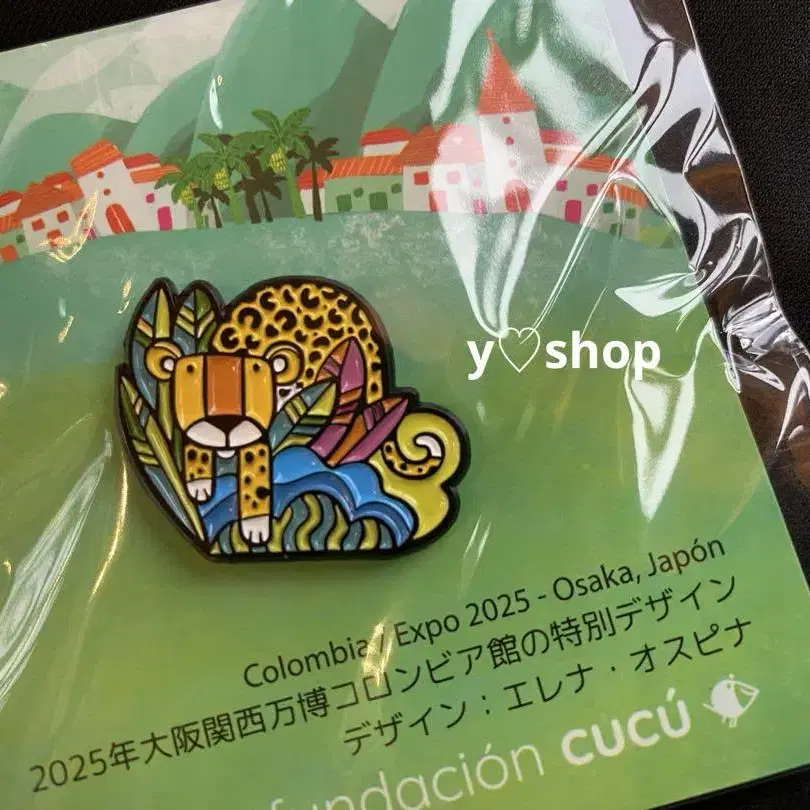 y♡shop
Colombia / Expo 2025 - Osaka, Japón
2025年大阪関西万博コロンビア館の特別デザイン
デザイン：エレナ・オスピナ
fundación cucú